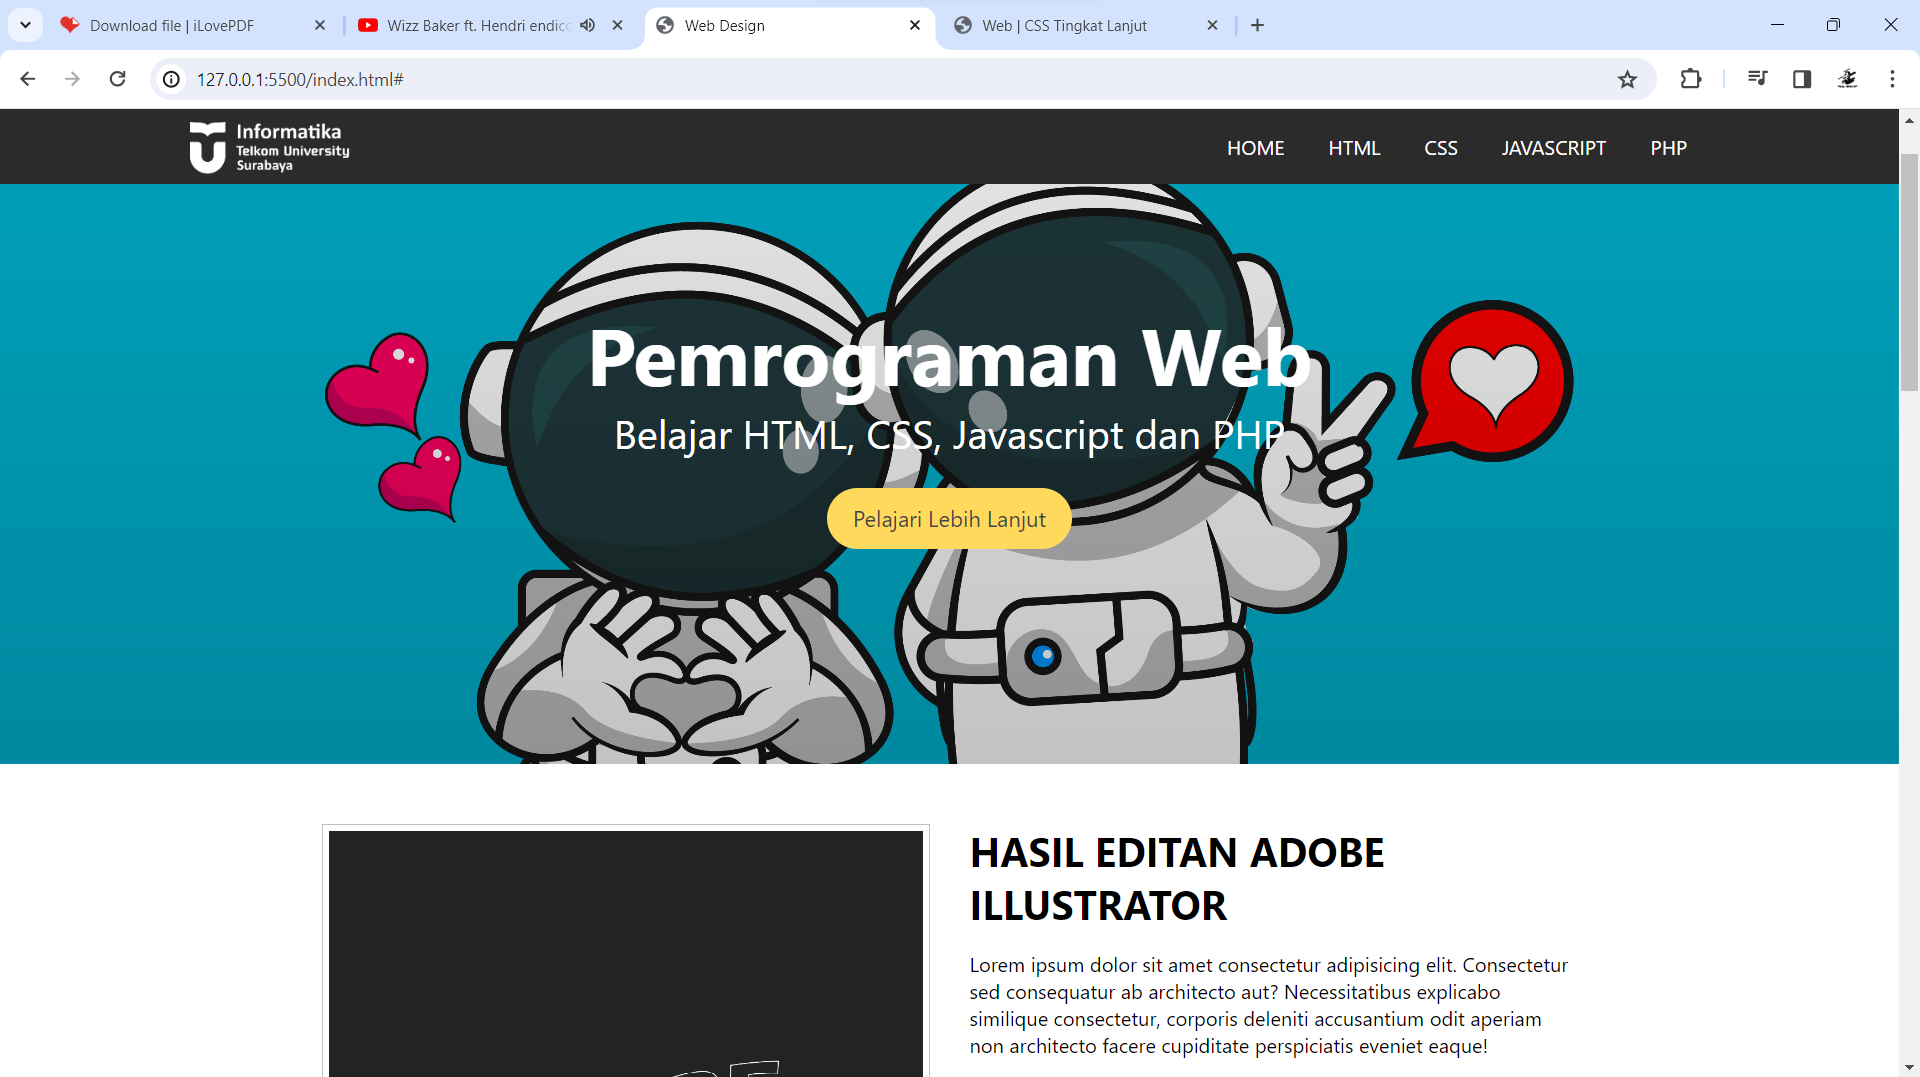 Download file | iLovePDF
Wizz Baker ft. Hendri endico
Web Design
Web | CSS Tingkat Lanjut
127.0.0.1:5500/index.html#
Informatika
Telkom University
Surabaya
HOME HTML CSS JAVASCRIPT PHP
Pemrograman Web
Belajar HTML, CSS, Javascript dan PHP
Pelajari Lebih Lanjut
HASIL EDITAN ADOBE
ILLUSTRATOR
Lorem ipsum dolor sit amet consectetur adipisicing elit. Consectetur
sed consequatur ab architecto aut? Necessitatibus explicabo
similique consectetur, corporis deleniti accusantium odit aperiam
non architecto facere cupiditate perspiciatis eveniet eaque!